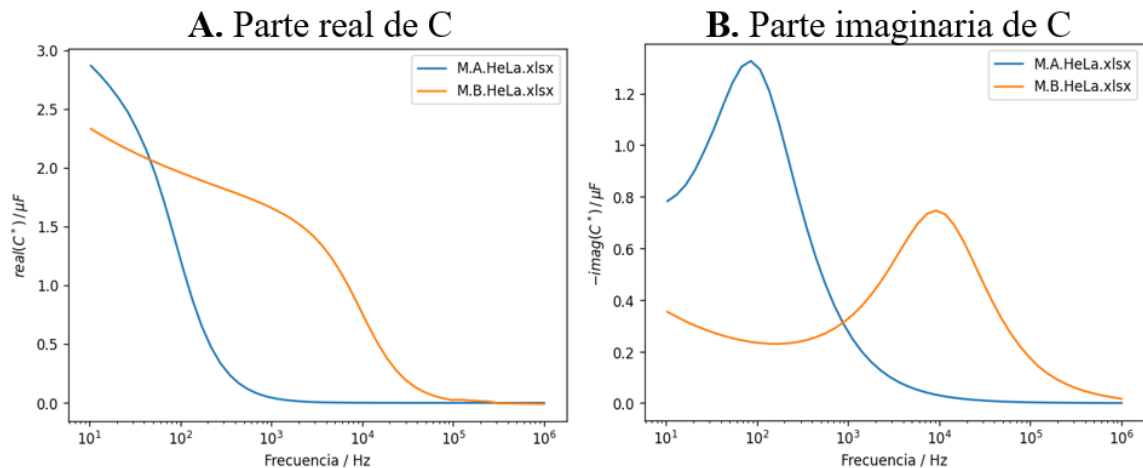 A. Parte real de C
3.0
2.5
2.0
1.5
1.0
0.5
0.0
real(C*) / μF
M.A.HeLa.xlsx
M.B.HeLa.xlsx
10¹ 10² 10³ 10⁴ 10⁵ 10⁶
Frecuencia / Hz
B. Parte imaginaria de C
1.2
1.0
0.8
0.6
0.4
0.2
0.0
−imag(C*) / μF
M.A.HeLa.xlsx
M.B.HeLa.xlsx
10¹ 10² 10³ 10⁴ 10⁵ 10⁶
Frecuencia / Hz